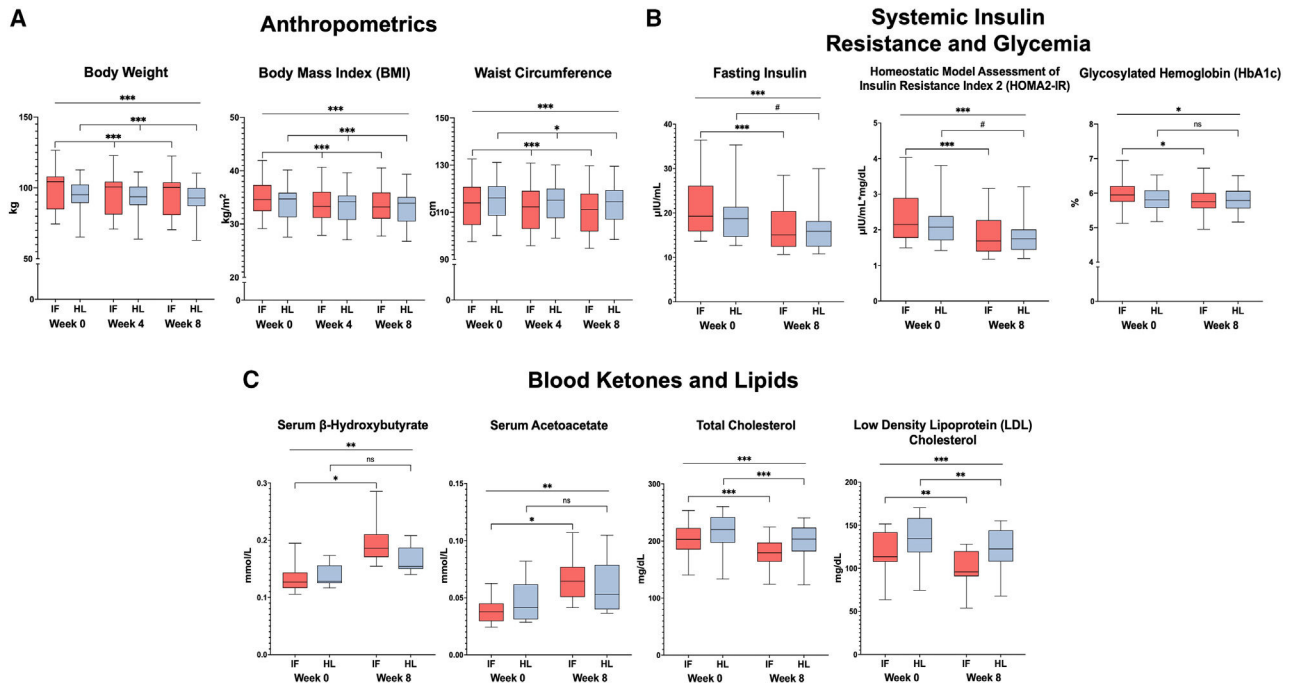 A
Anthropometrics
Body Weight
***
***
***
150
100
50
0
kg
IF HL IF HL IF HL
Week 0 Week 4 Week 8
Body Mass Index (BMI)
***
***
***
50
40
30
20
0
kg/m²
IF HL IF HL IF HL
Week 0 Week 4 Week 8
Waist Circumference
***
*
***
150
130
110
90
0
cm
IF HL IF HL IF HL
Week 0 Week 4 Week 8
B
Systemic Insulin
Resistance and Glycemia
Fasting Insulin
***
#
***
40
30
20
10
0
µIU/mL
IF HL IF HL
Week 0 Week 8
Homeostatic Model Assessment of
Insulin Resistance Index 2 (HOMA2-IR)
***
#
***
5
4
3
2
1
0
µIU/mL*mg/dL
IF HL IF HL
Week 0 Week 8
Glycosylated Hemoglobin (HbA1c)
*
ns
*
8
6
4
0
%
IF HL IF HL
Week 0 Week 8
C
Blood Ketones and Lipids
Serum β-Hydroxybutyrate
**
ns
*
0.3
0.2
0.1
0.0
mmol/L
IF HL IF HL
Week 0 Week 8
Serum Acetoacetate
**
ns
*
0.15
0.10
0.05
0.00
mmol/L
IF HL IF HL
Week 0 Week 8
Total Cholesterol
***
***
***
300
200
100
0
mg/dL
IF HL IF HL
Week 0 Week 8
Low Density Lipoprotein (LDL)
Cholesterol
***
**
**
200
150
100
50
0
mg/dL
IF HL IF HL
Week 0 Week 8